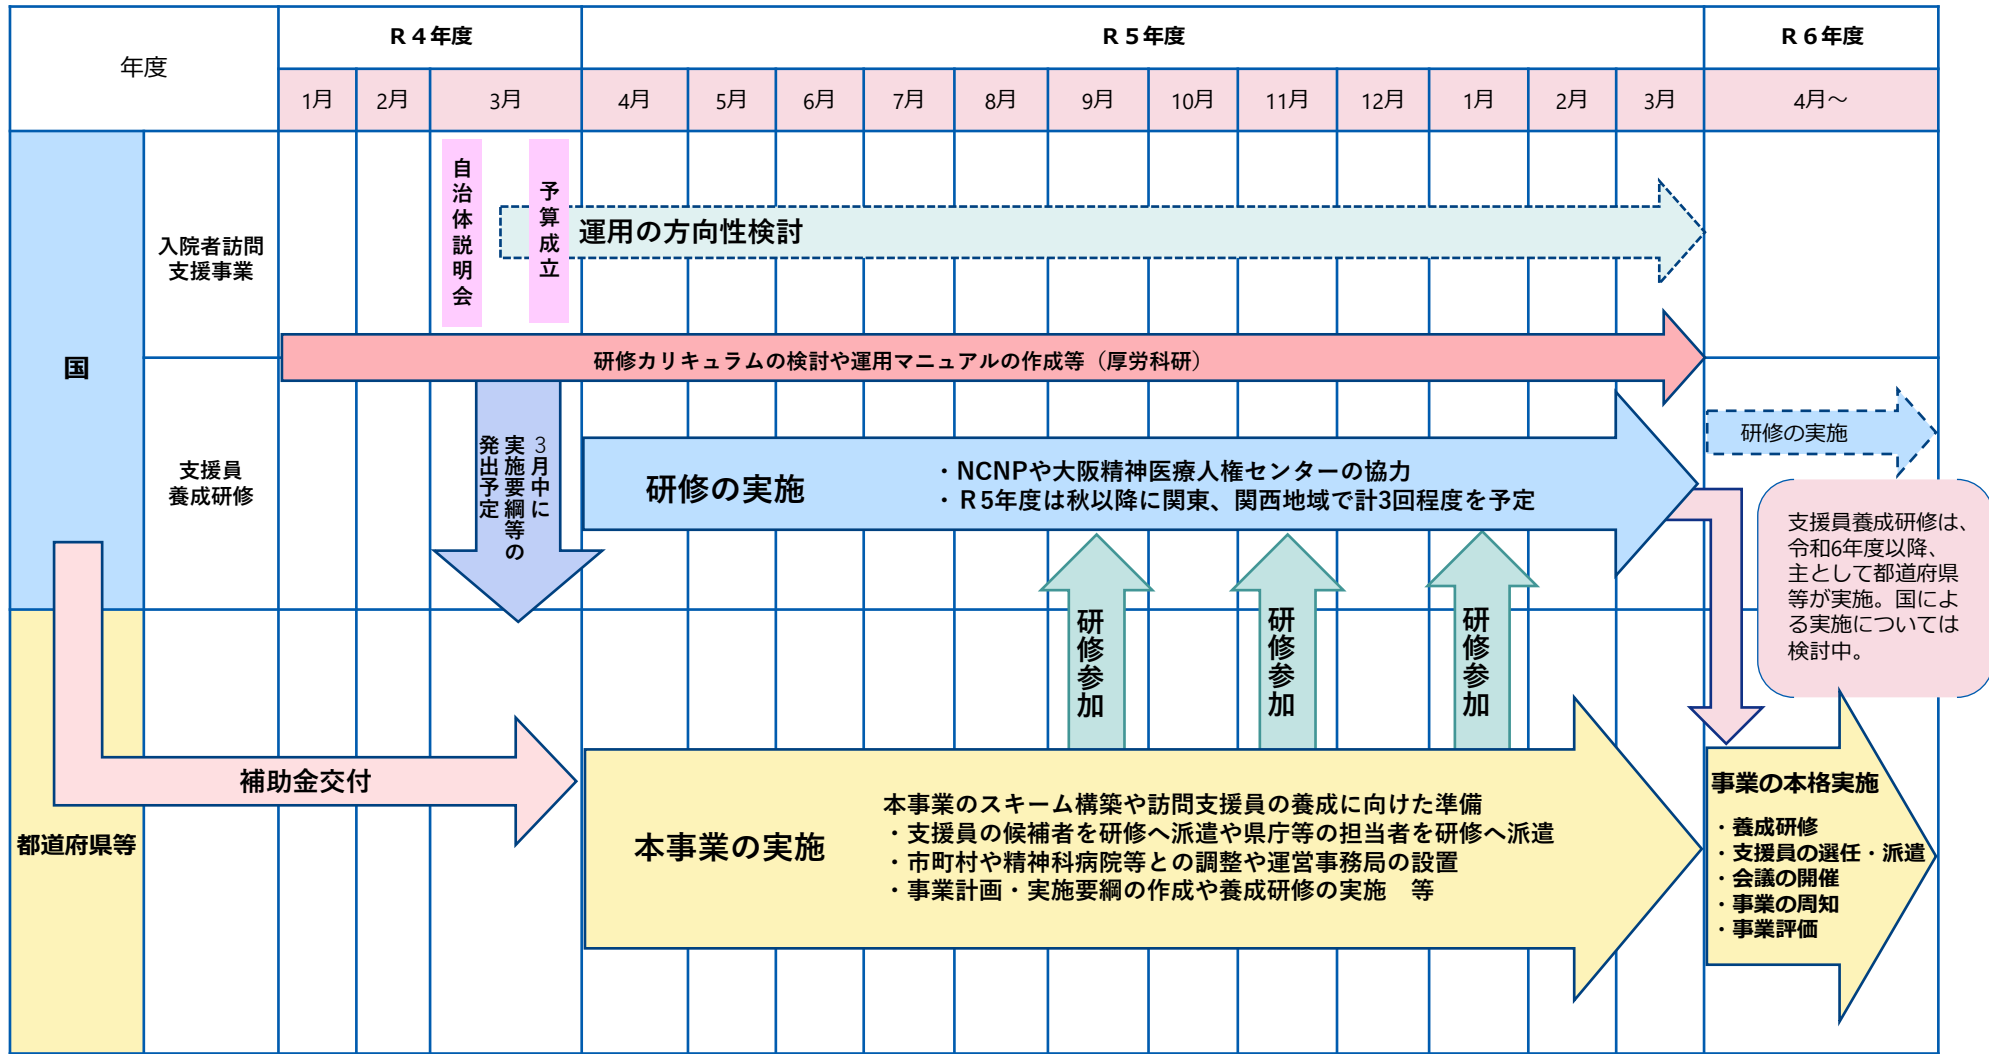 年度
Ｒ４年度
Ｒ５年度
Ｒ６年度
1月
2月
3月
4月
5月
6月
7月
8月
9月
10月
11月
12月
1月
2月
3月
4月～
国
入院者訪問
支援事業
自治体説明会
予算成立
運用の方向性検討
研修カリキュラムの検討や運用マニュアルの作成等（厚労科研）
支援員
養成研修
３月中に
実施要綱等の
発出予定
研修の実施
・NCNPや大阪精神医療人権センターの協力
・Ｒ5年度は秋以降に関東、関西地域で計3回程度を予定
研修の実施
支援員養成研修は、
令和6年度以降、
主として都道府県
等が実施。国によ
る実施については
検討中。
研修参加
研修参加
研修参加
都道府県等
補助金交付
本事業の実施
本事業のスキーム構築や訪問支援員の養成に向けた準備
・支援員の候補者を研修へ派遣や県庁等の担当者を研修へ派遣
・市町村や精神科病院等との調整や運営事務局の設置
・事業計画・実施要綱の作成や養成研修の実施　等
事業の本格実施
・養成研修
・支援員の選任・派遣
・会議の開催
・事業の周知
・事業評価